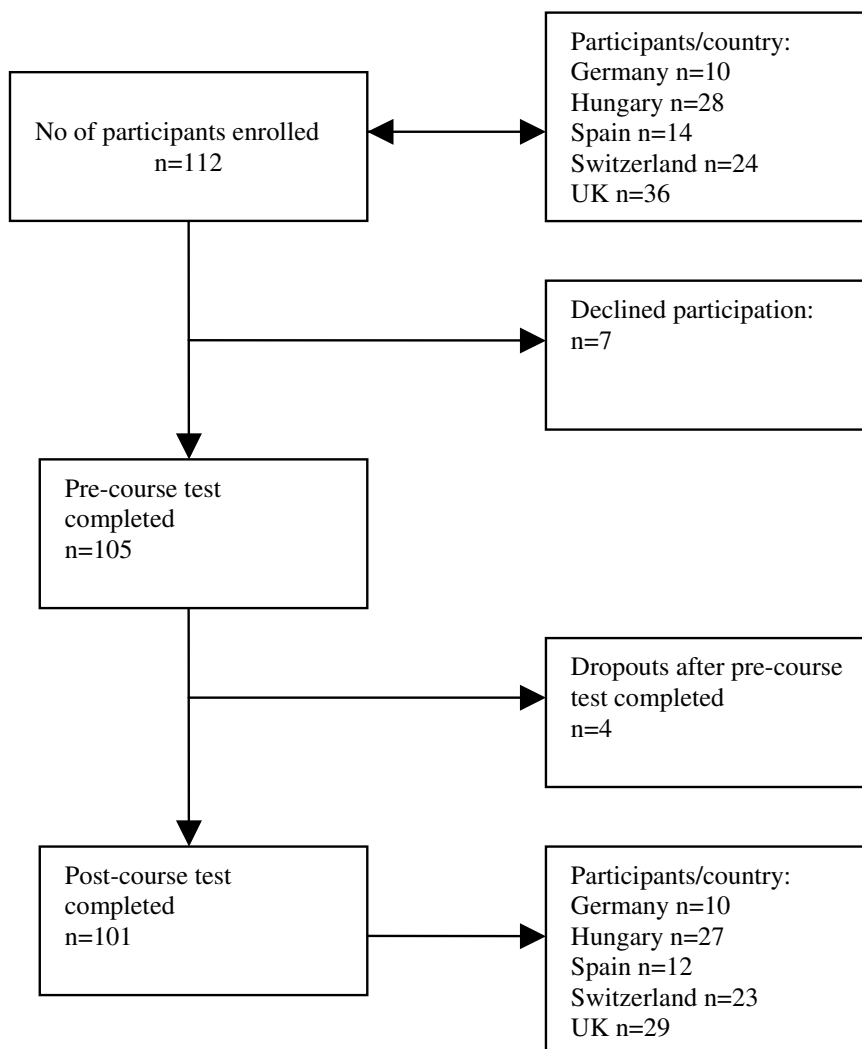 No of participants enrolled
n=112
Participants/country:
Germany n=10
Hungary n=28
Spain n=14
Switzerland n=24
UK n=36
Declined participation:
n=7
Pre-course test
completed
n=105
Dropouts after pre-course
test completed
n=4
Post-course test
completed
n=101
Participants/country:
Germany n=10
Hungary n=27
Spain n=12
Switzerland n=23
UK n=29